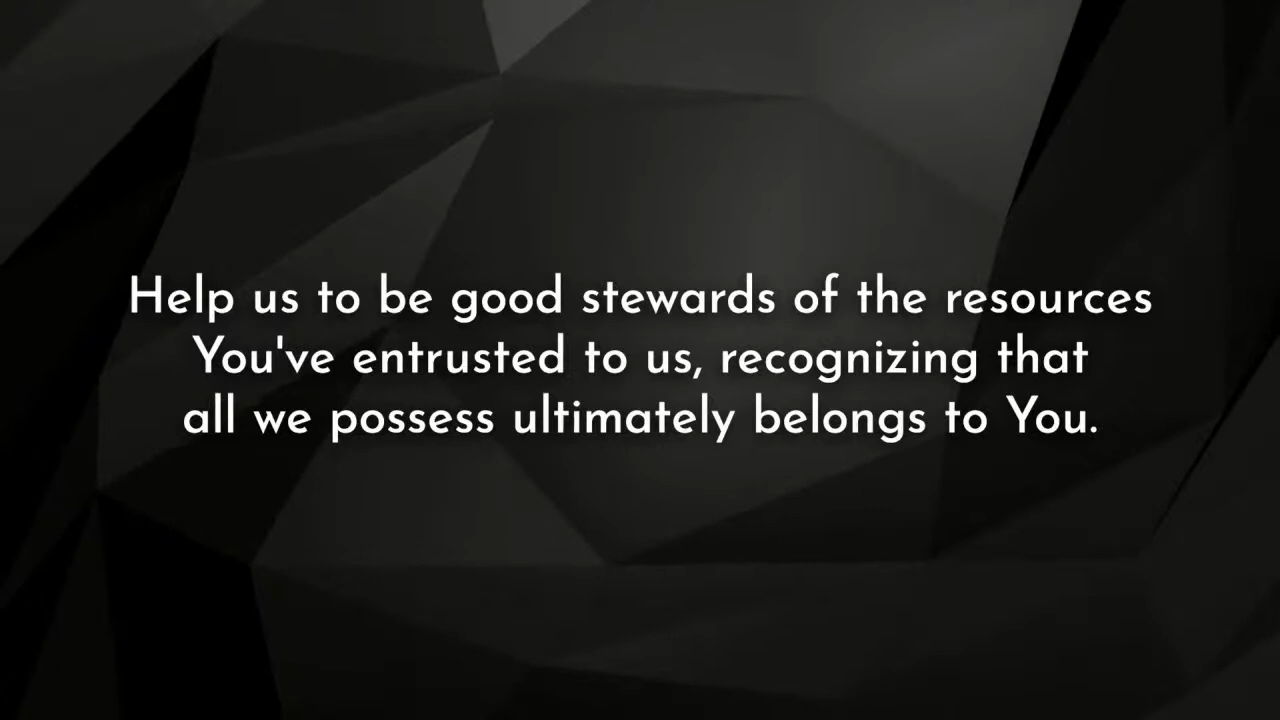 Help us to be good stewards of the resources
You've entrusted to us, recognizing that
all we possess ultimately belongs to You.